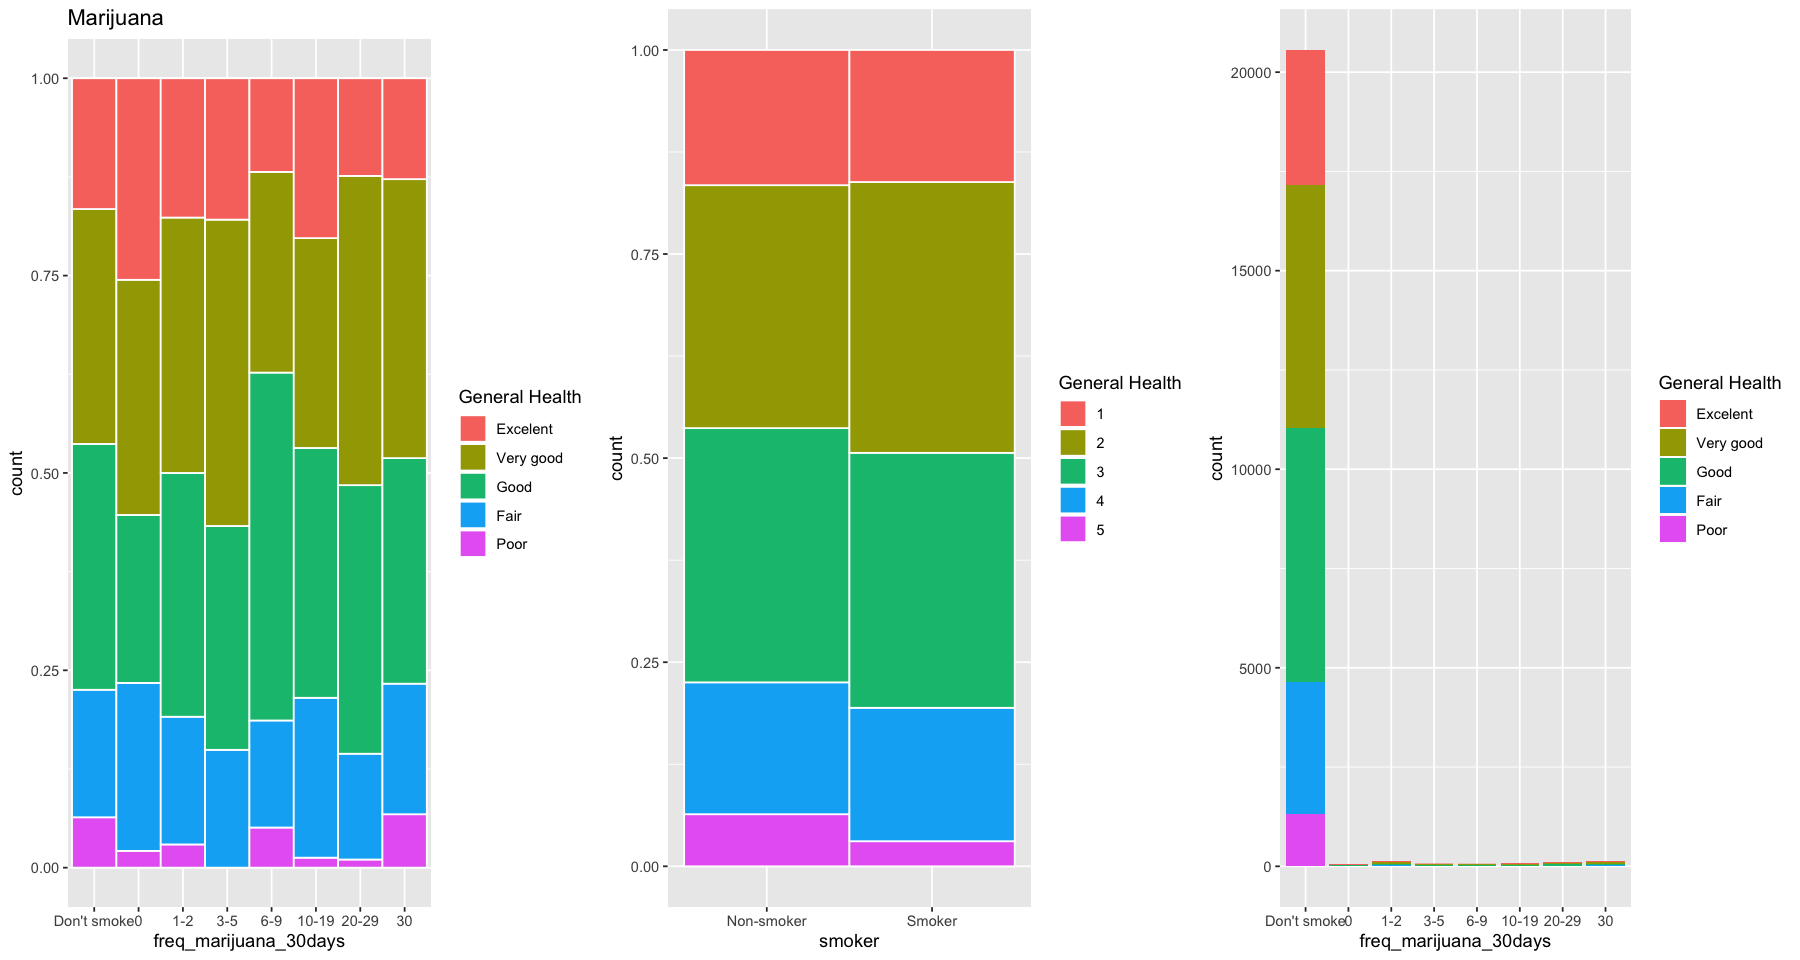 Marijuana
count
1.00
0.75
0.50
0.25
0.00
Don't smoke 0 1-2 3-5 6-9 10-19 20-29 30
freq_marijuana_30days
General Health
Excelent
Very good
Good
Fair
Poor
count
1.00
0.75
0.50
0.25
0.00
Non-smoker Smoker
smoker
General Health
1
2
3
4
5
count
20000
15000
10000
5000
0
Don't smoke 0 1-2 3-5 6-9 10-19 20-29 30
freq_marijuana_30days
General Health
Excelent
Very good
Good
Fair
Poor